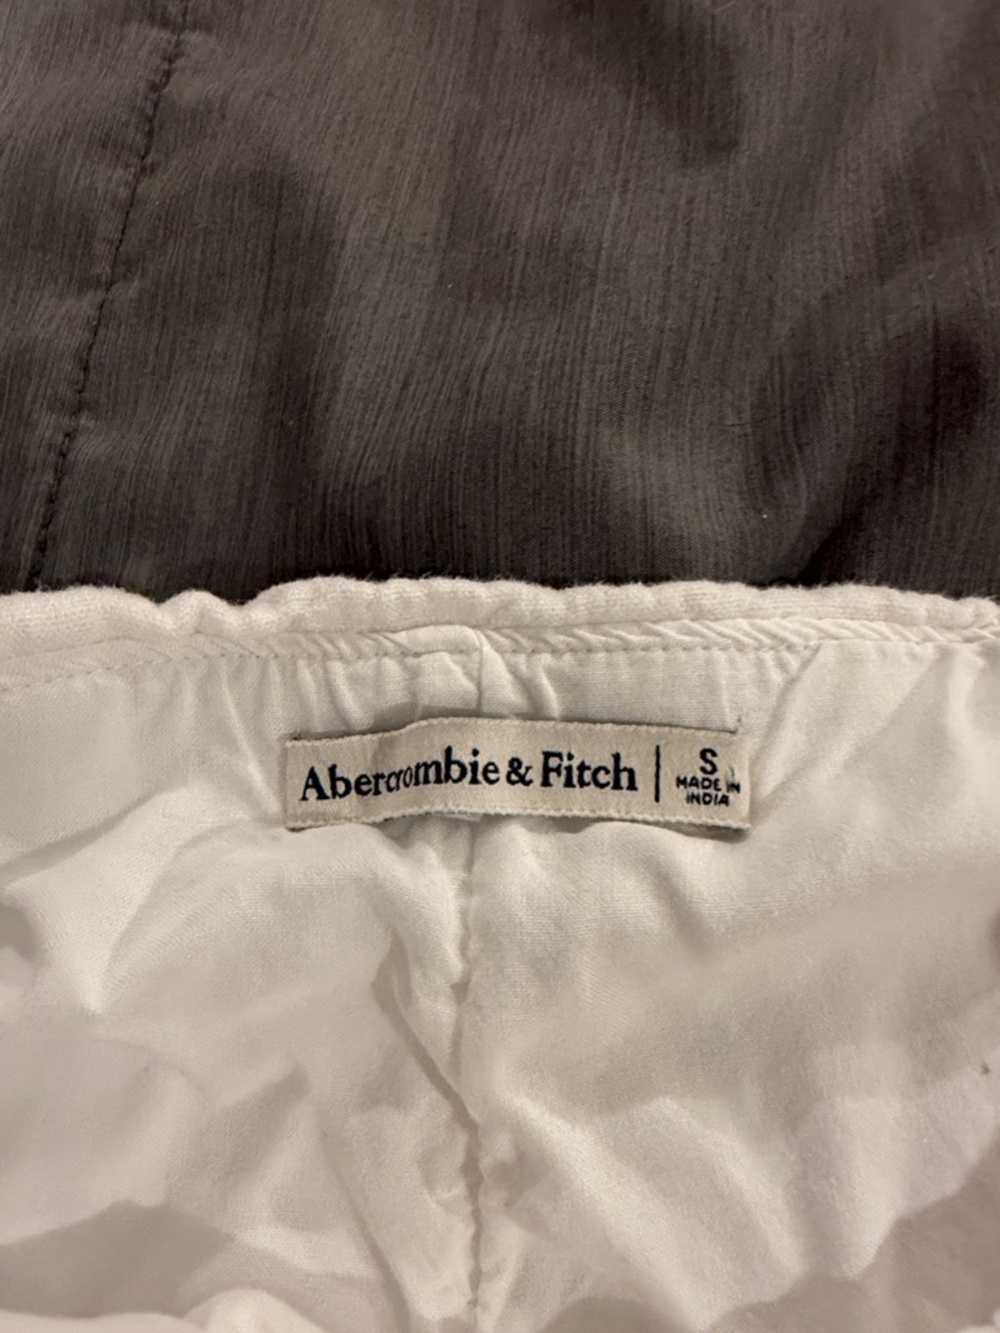 Abercrombie & Fitch | S
MADE IN
INDIA